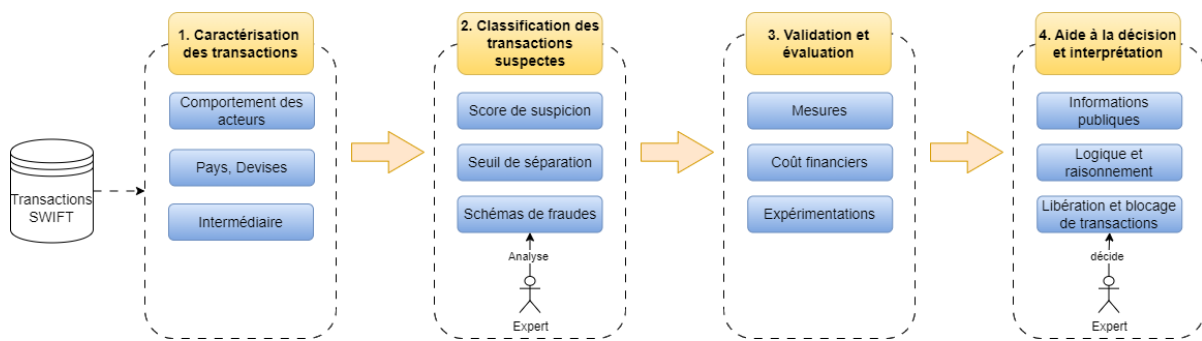 Transactions
SWIFT
1. Caractérisation
des transactions
Comportement des
acteurs
Pays, Devises
Intermédiaire
2. Classification des
transactions
suspectes
Score de suspicion
Seuil de séparation
Schémas de fraudes
Analyse
Expert
3. Validation et
évaluation
Mesures
Coût financiers
Expérimentations
4. Aide à la décision
et interprétation
Informations
publiques
Logique et
raisonnement
Libération et blocage
de transactions
décide
Expert